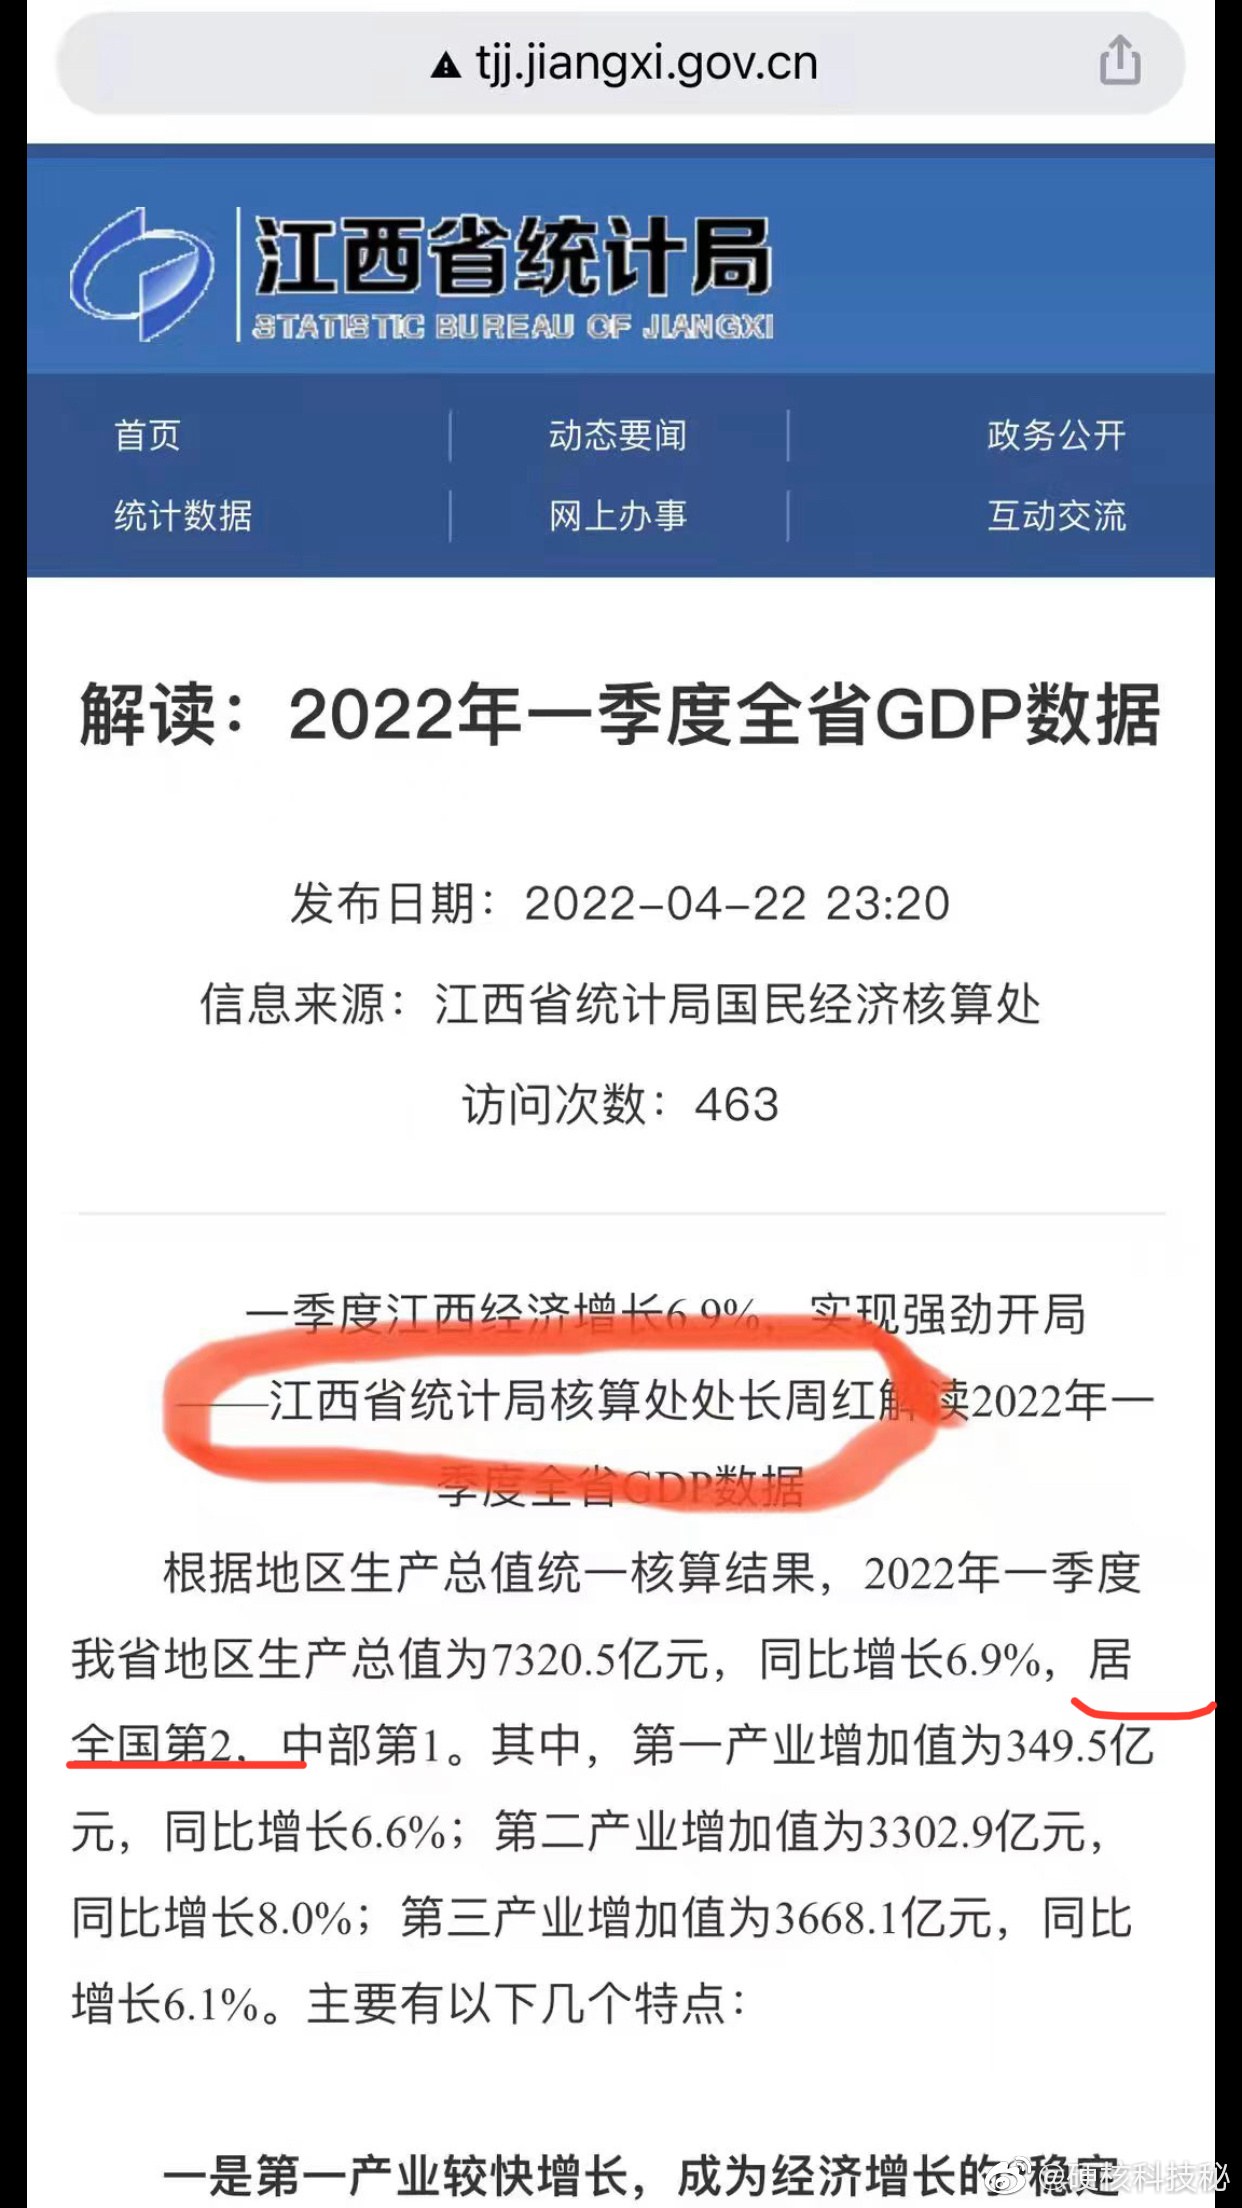 tjj.jiangxi.gov.cn
江西省统计局
STATISTIC BUREAU OF JIANGXI
首页 动态要闻 政务公开
统计数据 网上办事 互动交流
解读：2022年一季度全省GDP数据
发布日期：2022-04-22 23:20
信息来源：江西省统计局国民经济核算处
访问次数：463
一季度江西经济增长6.9%，实现强劲开局
——江西省统计局核算处处长周红解读2022年一
季度全省GDP数据
根据地区生产总值统一核算结果，2022年一季度
我省地区生产总值为7320.5亿元，同比增长6.9%，居
全国第2，中部第1。其中，第一产业增加值为349.5亿
元，同比增长6.6%；第二产业增加值为3302.9亿元，
同比增长8.0%；第三产业增加值为3668.1亿元，同比
增长6.1%。主要有以下几个特点：
一是第一产业较快增长，成为经济增长的“稳定
@硬核科技秘